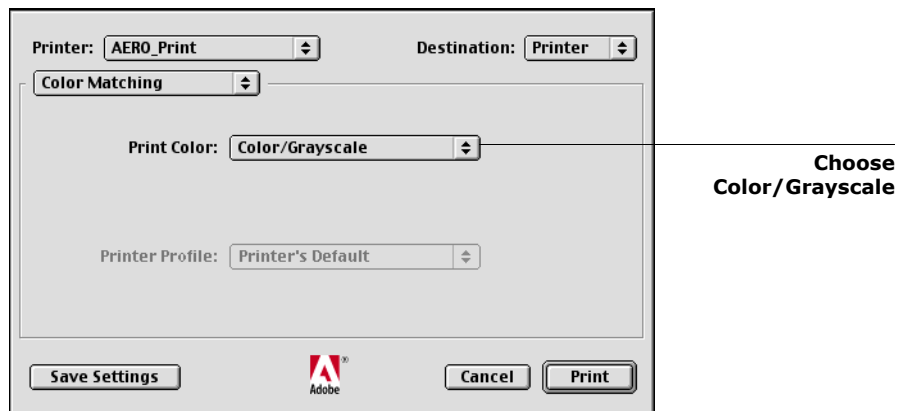 Printer: AERO_Print Destination: Printer
Color Matching
Print Color: Color/Grayscale
Choose
Color/Grayscale
Printer Profile: Printer's Default
Save Settings Adobe® Cancel Print